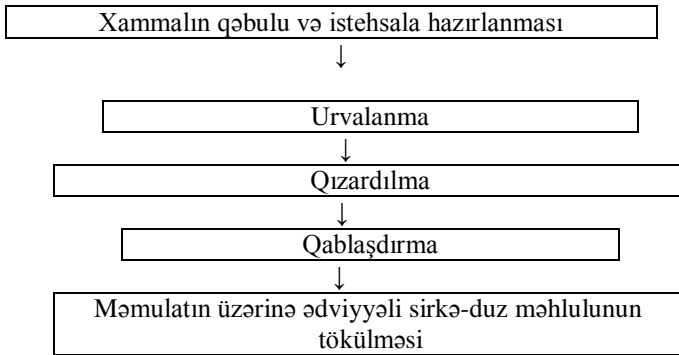 Xammalın qəbulu və istehsala hazırlanması
↓
Urvalanma
↓
Qızardılma
↓
Qablaşdırma
↓
Məmulatın üzərinə ədviyyəli sirkə-duz məhlulunun
tökülməsi